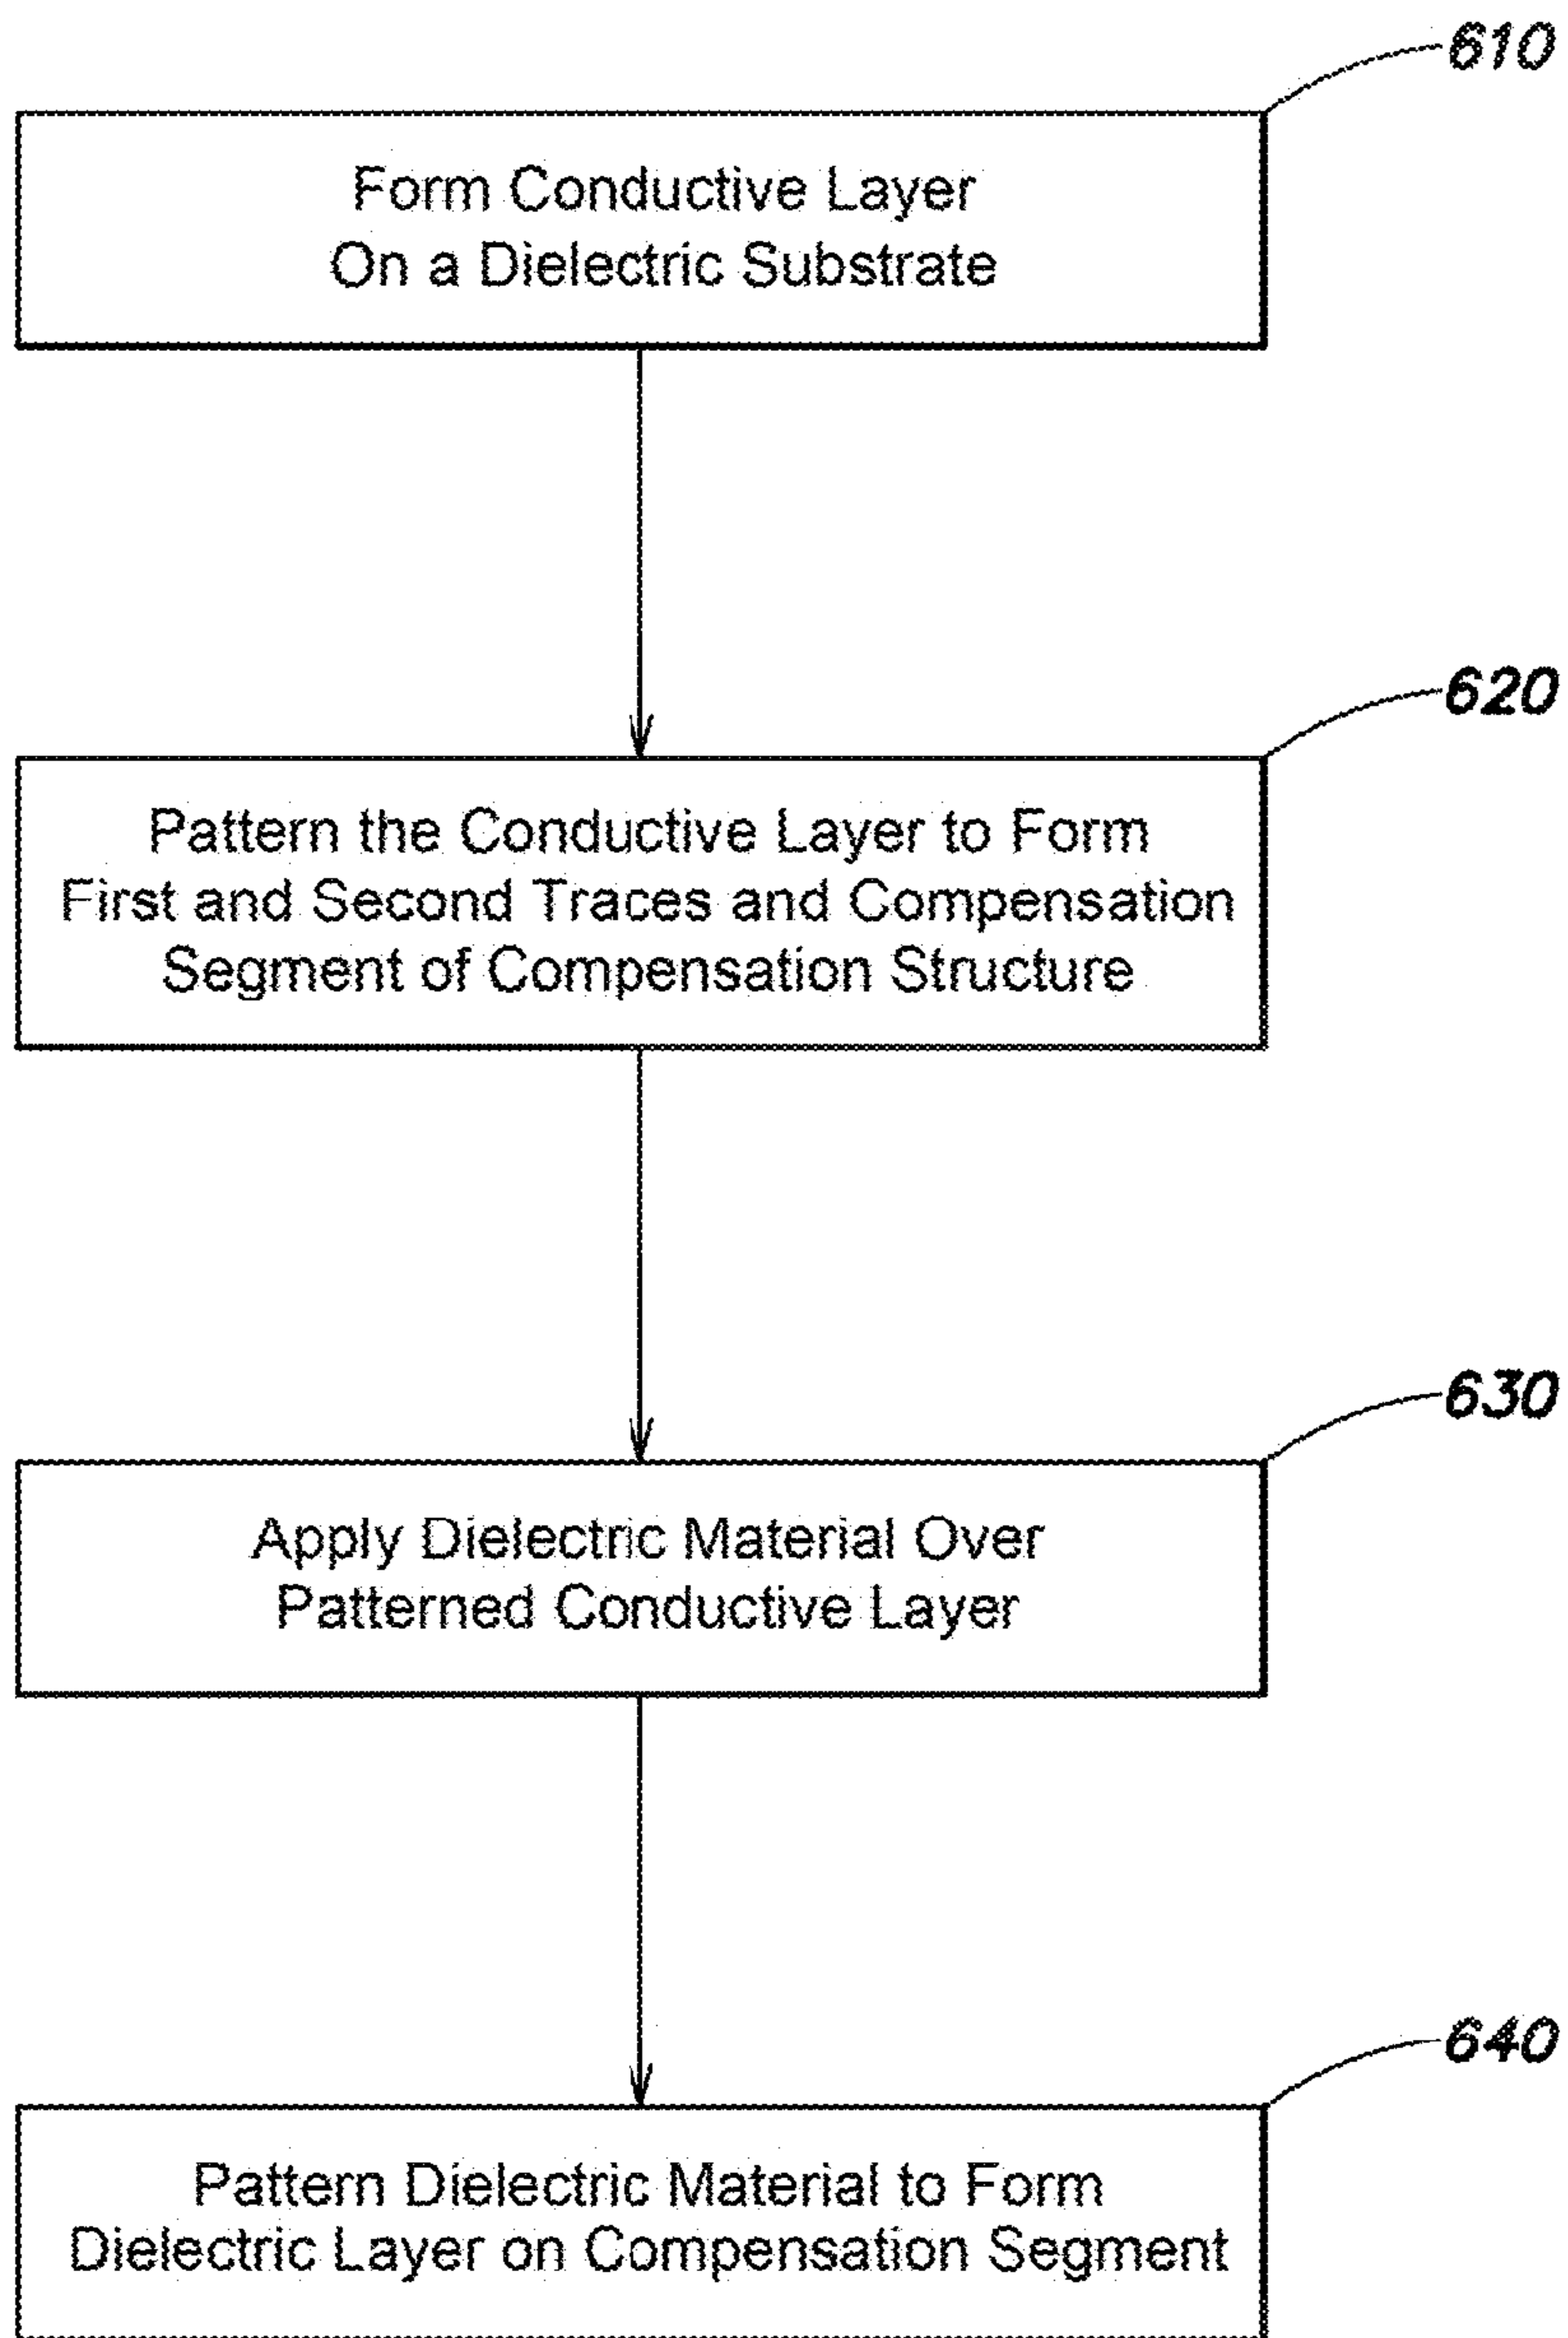 610
Form Conductive Layer
On a Dielectric Substrate
620
Pattern the Conductive Layer to Form
First and Second Traces and Compensation
Segment of Compensation Structure
630
Apply Dielectric Material Over
Patterned Conductive Layer
640
Pattern Dielectric Material to Form
Dielectric Layer on Compensation Segment